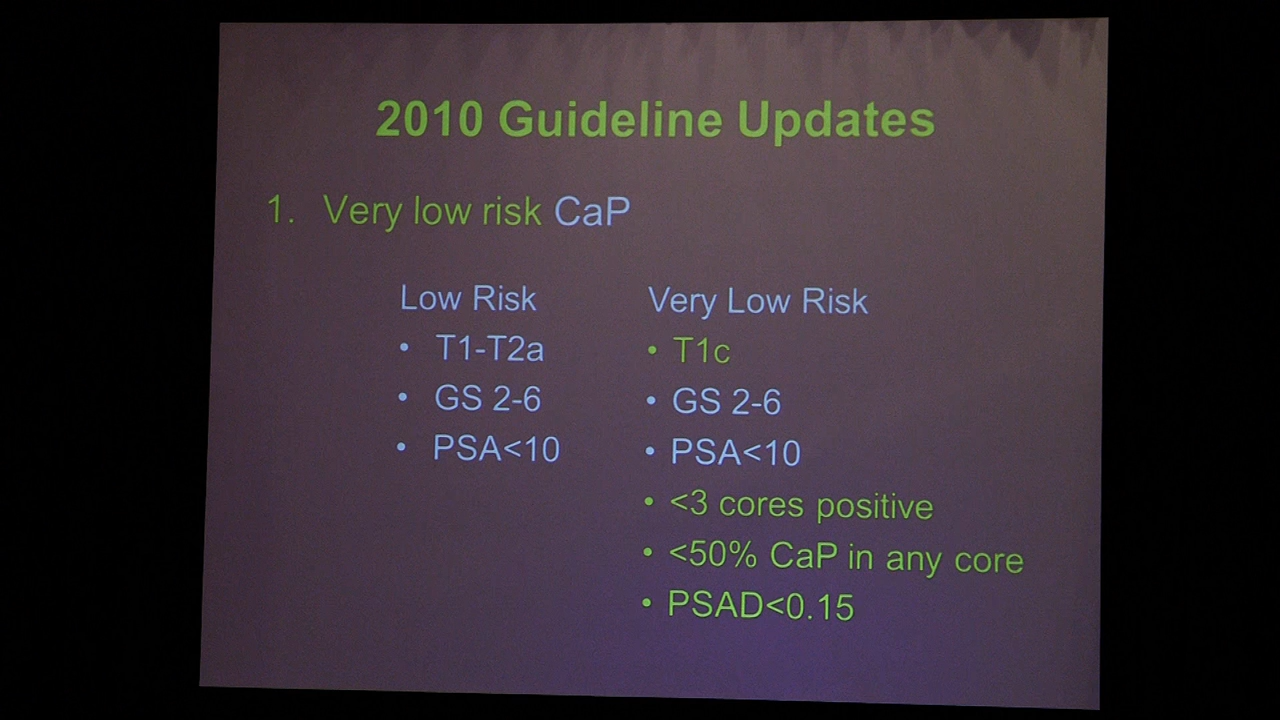 2010 Guideline Updates
1. Very low risk CaP
Low Risk
• T1-T2a
• GS 2-6
• PSA<10
Very Low Risk
• T1c
• GS 2-6
• PSA<10
• <3 cores positive
• <50% CaP in any core
• PSAD<0.15